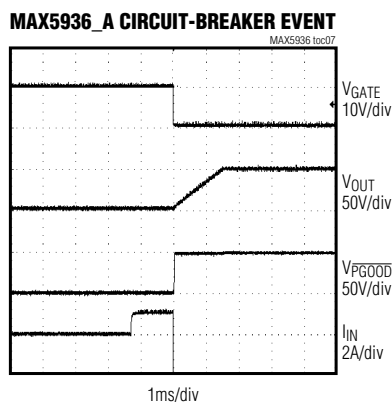 MAX5936_A CIRCUIT-BREAKER EVENT
MAX5936 toc07
VGATE
10V/div
VOUT
50V/div
VPGOOD
50V/div
IIN
2A/div
1ms/div